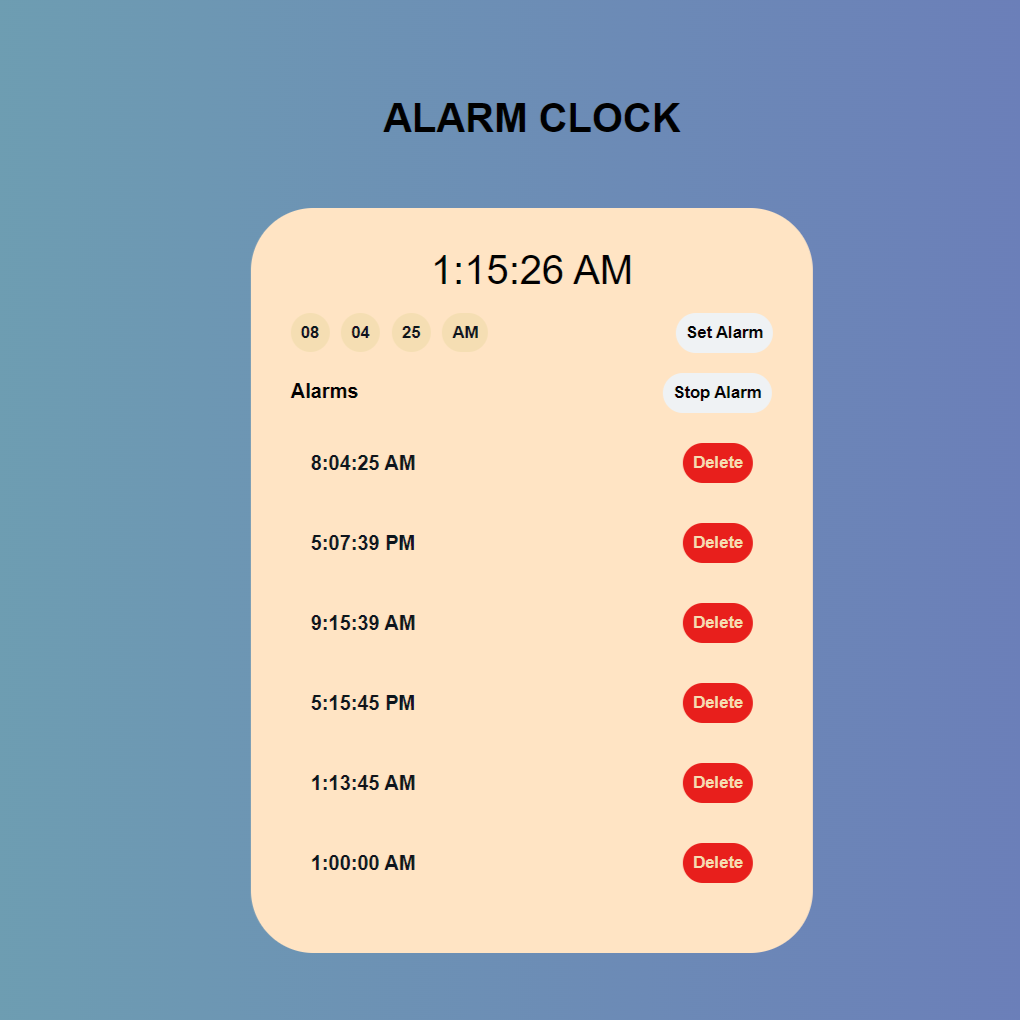 ALARM CLOCK
1:15:26 AM
08 04 25 AM Set Alarm
Alarms Stop Alarm
8:04:25 AM Delete
5:07:39 PM Delete
9:15:39 AM Delete
5:15:45 PM Delete
1:13:45 AM Delete
1:00:00 AM Delete